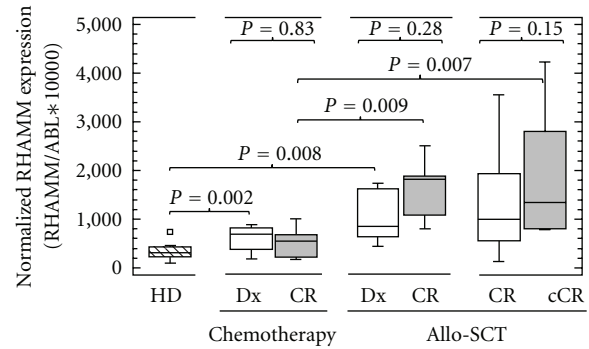 Normalized RHAMM expression
(RHAMM/ABL∗10000)
5,000
4,000
3,000
2,000
1,000
0
P = 0.83
P = 0.28
P = 0.15
P = 0.007
P = 0.009
P = 0.008
P = 0.002
HD
Dx
CR
Dx
CR
CR
cCR
Chemotherapy
Allo-SCT